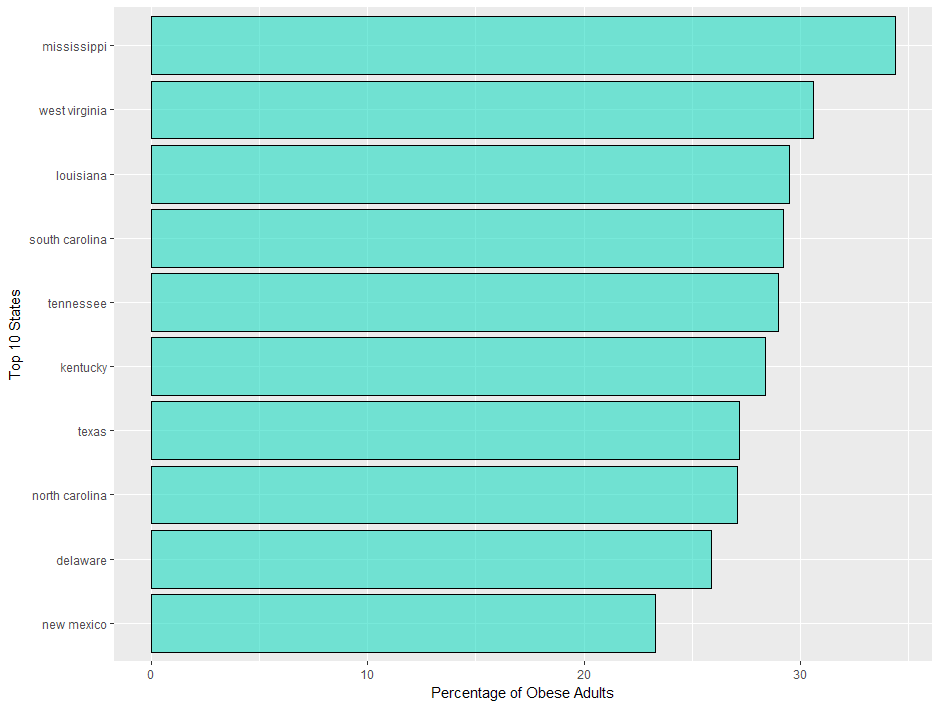 Top 10 States
mississippi
west virginia
louisiana
south carolina
tennessee
kentucky
texas
north carolina
delaware
new mexico
0 10 20 30
Percentage of Obese Adults